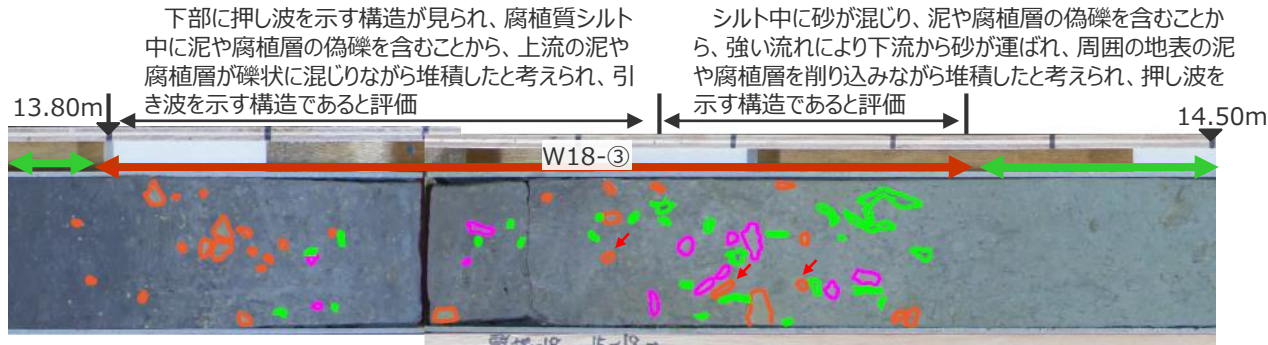 下部に押し波を示す構造が見られ、腐植質シルト
中に泥や腐植層の偽礫を含むことから、上流の泥や
腐植層が礫状に混じりながら堆積したと考えられ、引
き波を示す構造であると評価
シルト中に砂が混じり、泥や腐植層の偽礫を含むことか
ら、強い流れにより下流から砂が運ばれ、周囲の地表の泥
や腐植層を削り込みながら堆積したと考えられ、押し波を
示す構造であると評価
13.80m
14.50m
W18-③